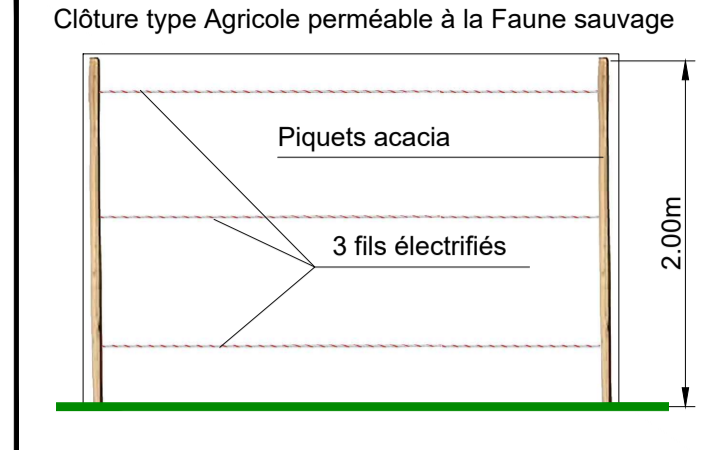 Clôture type Agricole perméable à la Faune sauvage
Piquets acacia
3 fils électrifiés
2.00m